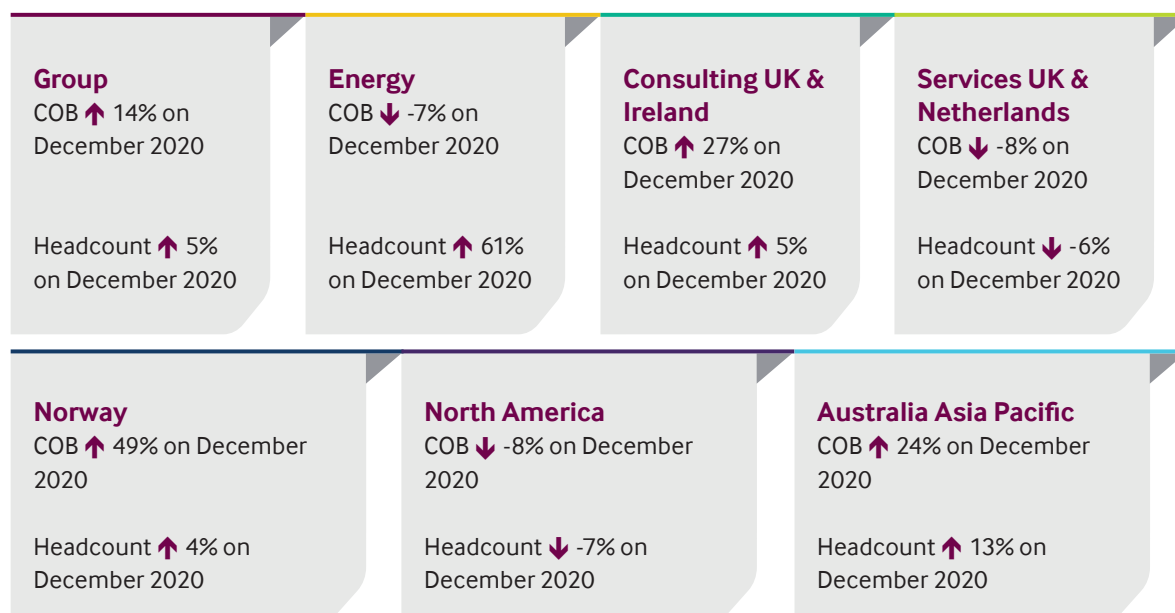 Group
COB ↑ 14% on
December 2020
Headcount ↑ 5%
on December 2020
Energy
COB ↓ -7% on
December 2020
Headcount ↑ 61%
on December 2020
Consulting UK &
Ireland
COB ↑ 27% on
December 2020
Headcount ↑ 5%
on December 2020
Services UK &
Netherlands
COB ↓ -8% on
December 2020
Headcount ↓ -6%
on December 2020
Norway
COB ↑ 49% on December
2020
Headcount ↑ 4% on
December 2020
North America
COB ↓ -8% on December
2020
Headcount ↓ -7% on
December 2020
Australia Asia Pacific
COB ↑ 24% on December
2020
Headcount ↑ 13% on
December 2020